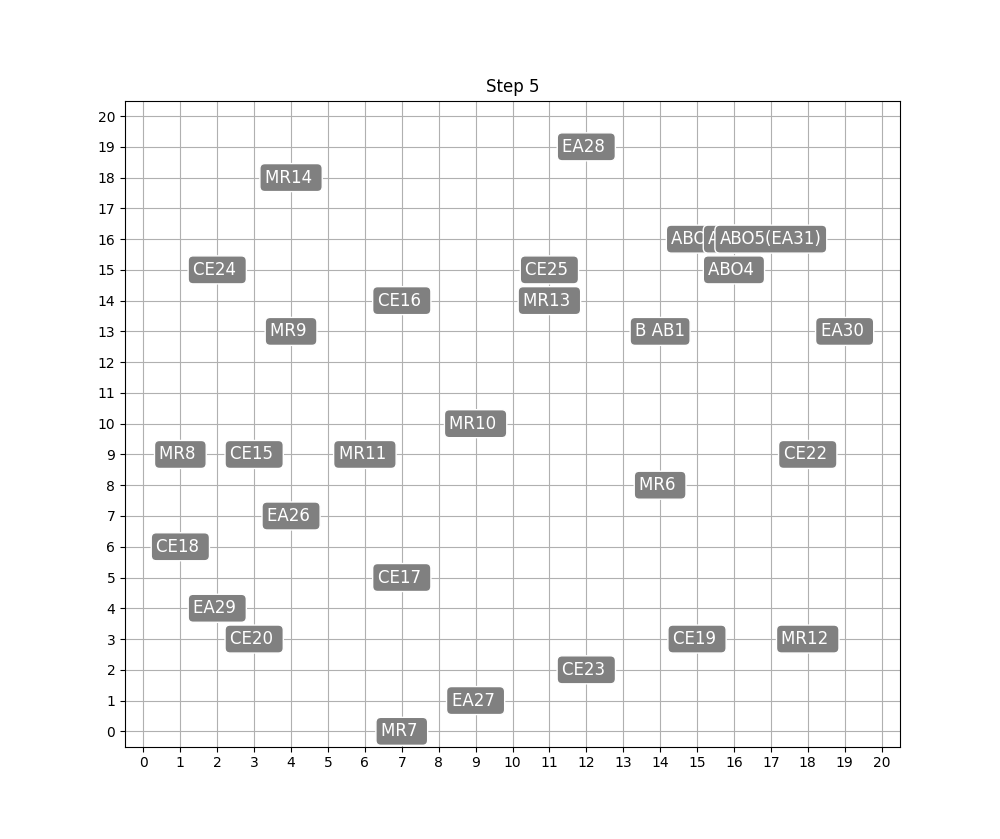 Step 5
20
19 EA28
18 MR14
17
16 ABO5(EA31)
15 CE24 CE25 ABO4
14 CE16 MR13
13 MR9 B AB1 EA30
12
11
10 MR10
9 MR8 CE15 MR11 CE22
8 MR6
7 EA26
6 CE18
5 CE17
4 EA29
3 CE20 CE19 MR12
2 CE23
1 EA27
0 MR7
0 1 2 3 4 5 6 7 8 9 10 11 12 13 14 15 16 17 18 19 20